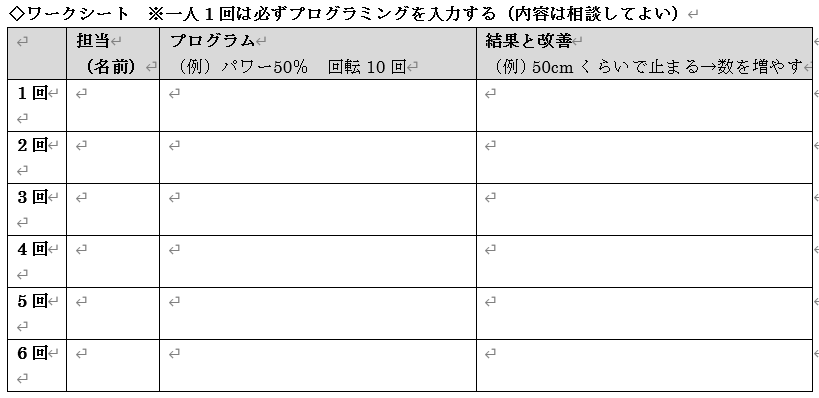 ◇ワークシート　※一人１回は必ずプログラミングを入力する（内容は相談してよい）
担当
（名前）
プログラム
（例）パワー50％　回転 10 回
結果と改善
（例）50cm くらいで止まる→数を増やす
1 回
2 回
3 回
4 回
5 回
6 回